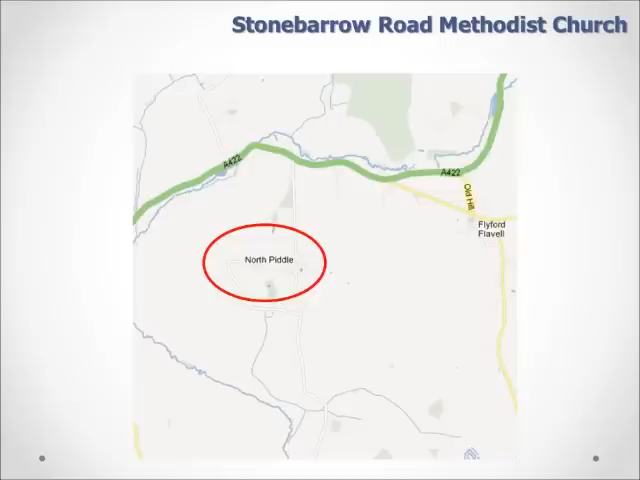 Stonebarrow Road Methodist Church
A422
A422
Old Hill
Flyford
Flavell
North Piddle